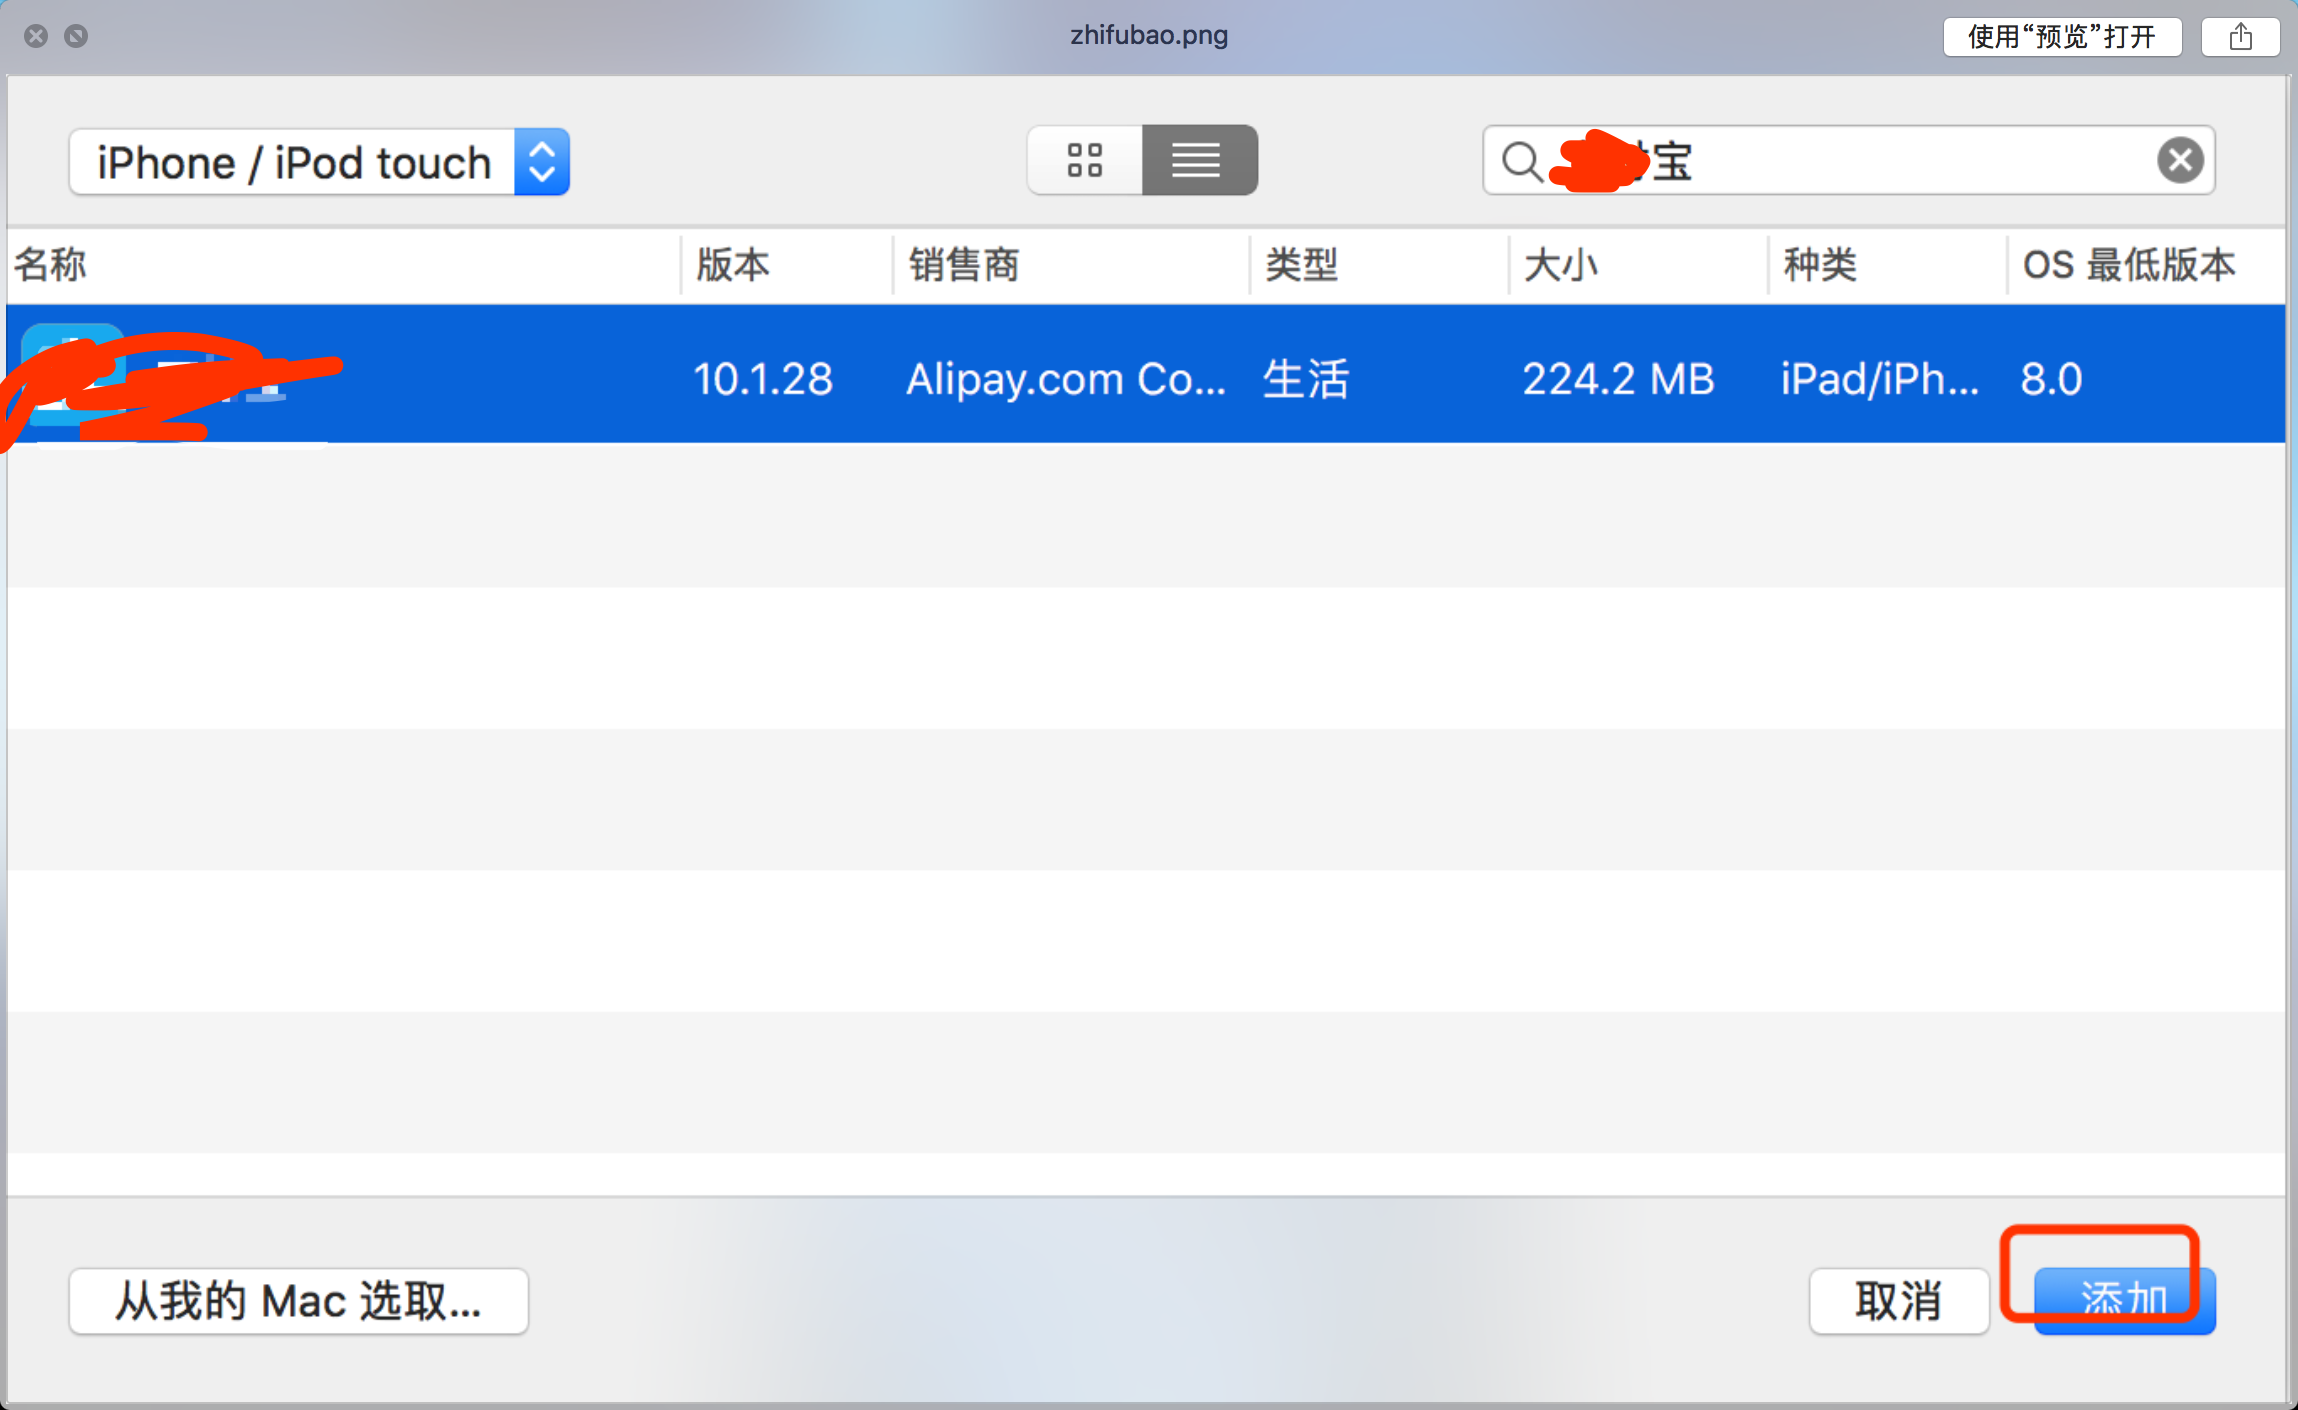 zhifubao.png
使用“预览”打开
iPhone / iPod touch
宝
名称 版本 销售商 类型 大小 种类 OS 最低版本
10.1.28 Alipay.com Co... 生活 224.2 MB iPad/iPh... 8.0
从我的 Mac 选取... 取消 添加